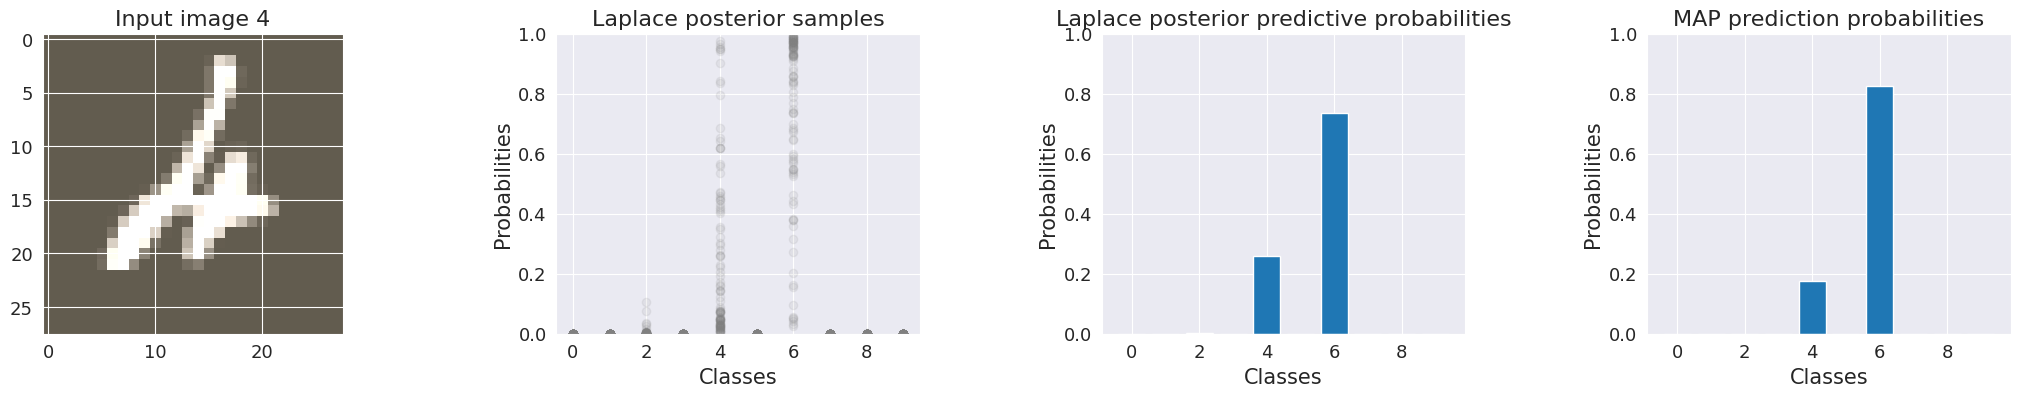 Input image 4
0
5
10
15
20
25
0 10 20
Laplace posterior samples
1.0
0.8
0.6
0.4
0.2
0.0
Probabilities
0 2 4 6 8
Classes
Laplace posterior predictive probabilities
1.0
0.8
0.6
0.4
0.2
0.0
Probabilities
0 2 4 6 8
Classes
MAP prediction probabilities
1.0
0.8
0.6
0.4
0.2
0.0
Probabilities
0 2 4 6 8
Classes